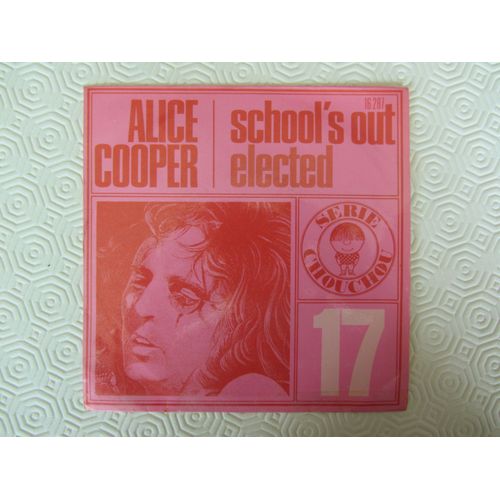 ALICE
COOPER
16 287
school's out
elected
SERIE
CHOUCHOU
17